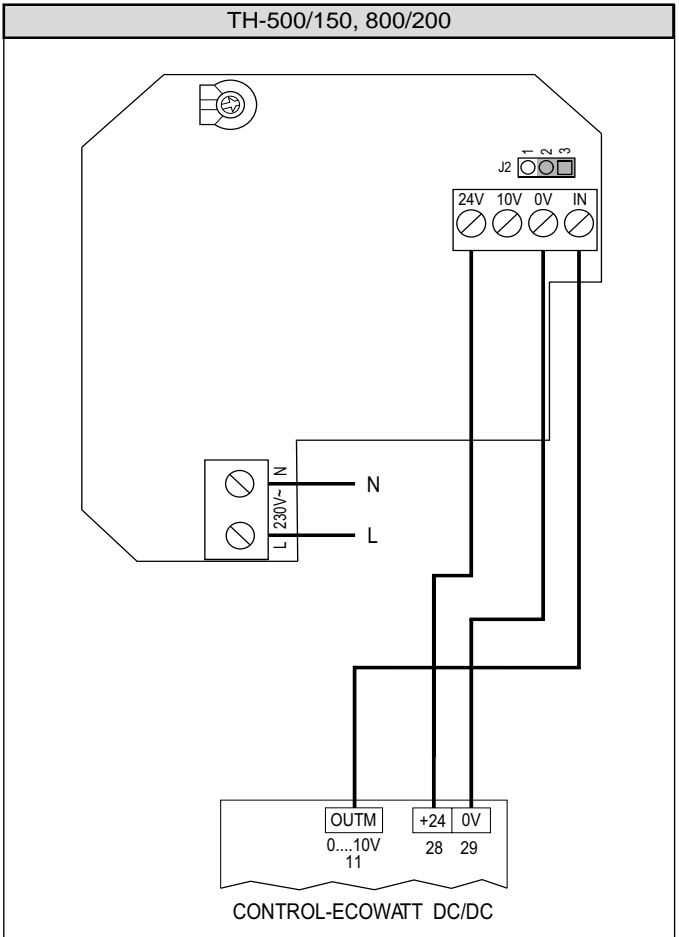 TH-500/150, 800/200
1 2 3
J2
24V 10V 0V IN
N
L 230V~ N
L
OUTM +24 0V
0....10V 28 29
11
CONTROL-ECOWATT DC/DC